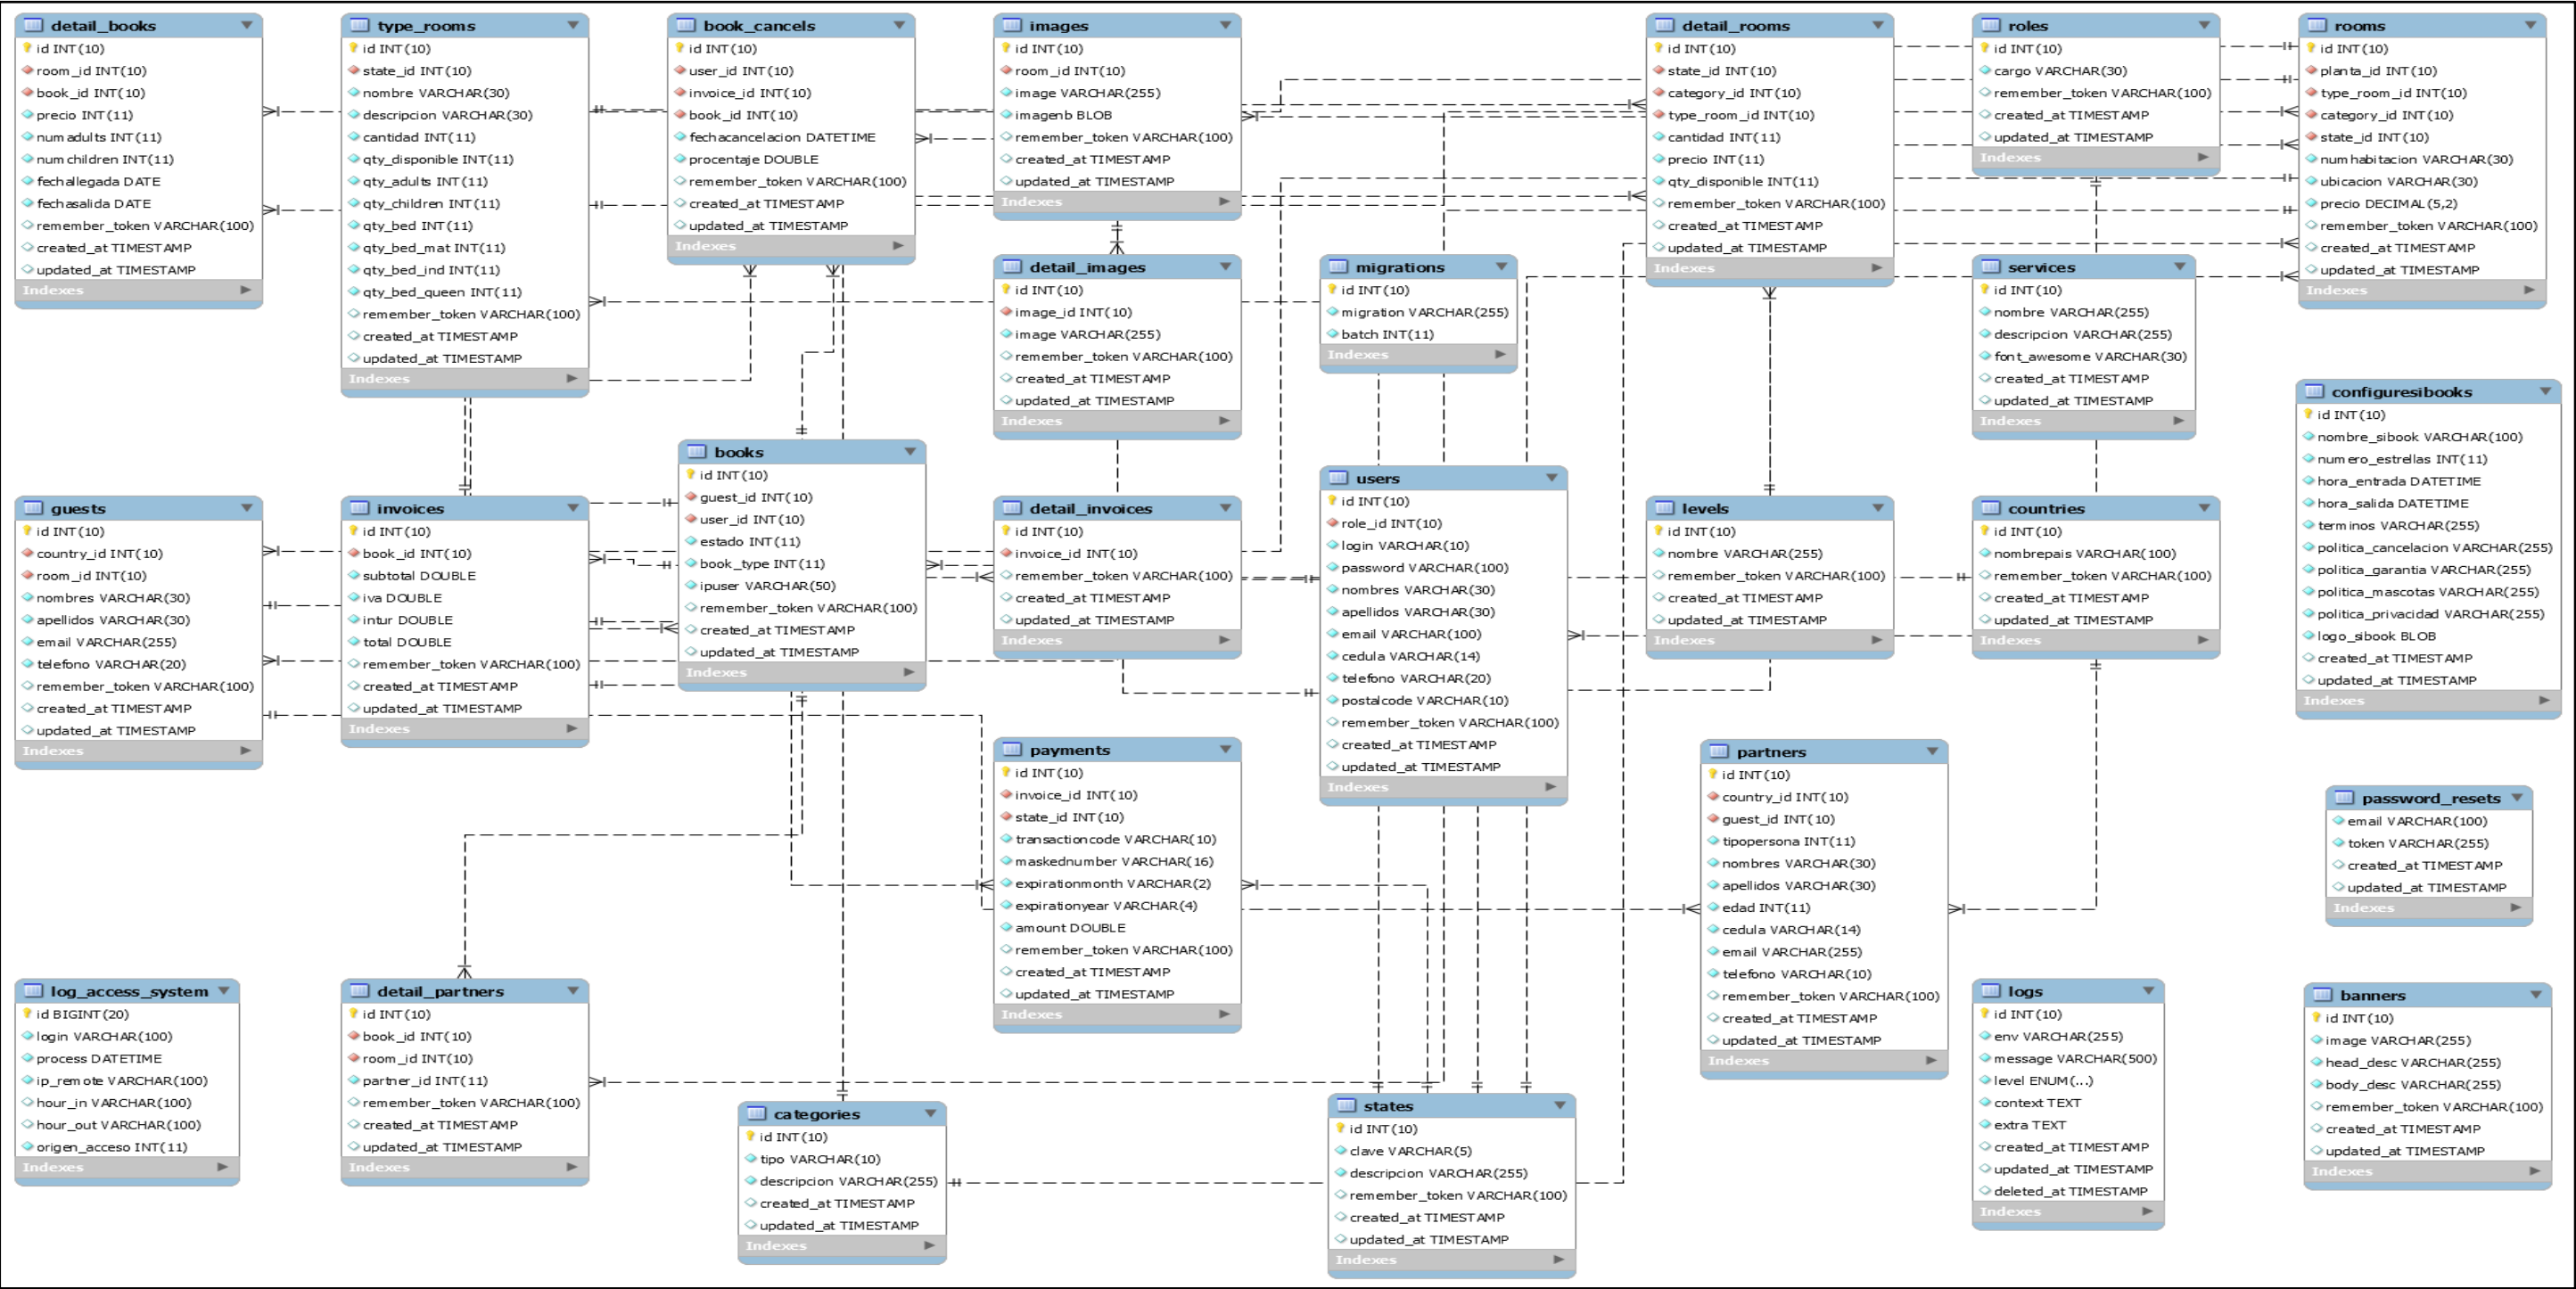 detail_books
id INT(10)
room_id INT(10)
book_id INT(10)
precio INT(11)
numadults INT(11)
numchildren INT(11)
fechallegada DATE
fechasalida DATE
remember_token VARCHAR(100)
created_at TIMESTAMP
updated_at TIMESTAMP
Indexes
type_rooms
id INT(10)
state_id INT(10)
nombre VARCHAR(30)
descripcion VARCHAR(30)
cantidad INT(11)
qty_disponible INT(11)
qty_adults INT(11)
qty_children INT(11)
qty_bed INT(11)
qty_bed_mat INT(11)
qty_bed_ind INT(11)
qty_bed_queen INT(11)
remember_token VARCHAR(100)
created_at TIMESTAMP
updated_at TIMESTAMP
Indexes
book_cancels
id INT(10)
user_id INT(10)
invoice_id INT(10)
book_id INT(10)
fechacancelacion DATETIME
procentaje DOUBLE
remember_token VARCHAR(100)
created_at TIMESTAMP
updated_at TIMESTAMP
Indexes
images
id INT(10)
room_id INT(10)
image VARCHAR(255)
imagenb BLOB
remember_token VARCHAR(100)
created_at TIMESTAMP
updated_at TIMESTAMP
Indexes
detail_rooms
id INT(10)
state_id INT(10)
category_id INT(10)
type_room_id INT(10)
cantidad INT(11)
precio INT(11)
qty_disponible INT(11)
remember_token VARCHAR(100)
created_at TIMESTAMP
updated_at TIMESTAMP
Indexes
roles
id INT(10)
cargo VARCHAR(30)
remember_token VARCHAR(100)
created_at TIMESTAMP
updated_at TIMESTAMP
Indexes
rooms
id INT(10)
planta_id INT(10)
type_room_id INT(10)
category_id INT(10)
state_id INT(10)
numhabitacion VARCHAR(30)
ubicacion VARCHAR(30)
precio DECIMAL(5,2)
remember_token VARCHAR(100)
created_at TIMESTAMP
updated_at TIMESTAMP
Indexes
detail_images
id INT(10)
image_id INT(10)
image VARCHAR(255)
remember_token VARCHAR(100)
created_at TIMESTAMP
updated_at TIMESTAMP
Indexes
migrations
id INT(10)
migration VARCHAR(255)
batch INT(11)
Indexes
services
id INT(10)
nombre VARCHAR(255)
descripcion VARCHAR(255)
font_awesome VARCHAR(30)
created_at TIMESTAMP
updated_at TIMESTAMP
Indexes
configuresibooks
id INT(10)
nombre_sibook VARCHAR(100)
numero_estrellas INT(11)
hora_entrada DATETIME
hora_salida DATETIME
terminos VARCHAR(255)
politica_cancelacion VARCHAR(255)
politica_garantia VARCHAR(255)
politica_mascotas VARCHAR(255)
politica_privacidad VARCHAR(255)
logo_sibook BLOB
created_at TIMESTAMP
updated_at TIMESTAMP
Indexes
guests
id INT(10)
country_id INT(10)
room_id INT(10)
nombres VARCHAR(30)
apellidos VARCHAR(30)
email VARCHAR(255)
telefono VARCHAR(20)
remember_token VARCHAR(100)
created_at TIMESTAMP
updated_at TIMESTAMP
Indexes
invoices
id INT(10)
book_id INT(10)
subtotal DOUBLE
iva DOUBLE
intur DOUBLE
total DOUBLE
remember_token VARCHAR(100)
created_at TIMESTAMP
updated_at TIMESTAMP
Indexes
books
id INT(10)
guest_id INT(10)
user_id INT(10)
estado INT(11)
book_type INT(11)
ipuser VARCHAR(50)
remember_token VARCHAR(100)
created_at TIMESTAMP
updated_at TIMESTAMP
Indexes
detail_invoices
id INT(10)
invoice_id INT(10)
remember_token VARCHAR(100)
created_at TIMESTAMP
updated_at TIMESTAMP
Indexes
users
id INT(10)
role_id INT(10)
login VARCHAR(10)
password VARCHAR(100)
nombres VARCHAR(30)
apellidos VARCHAR(30)
email VARCHAR(100)
cedula VARCHAR(14)
telefono VARCHAR(20)
postalcode VARCHAR(10)
remember_token VARCHAR(100)
created_at TIMESTAMP
updated_at TIMESTAMP
Indexes
levels
id INT(10)
nombre VARCHAR(255)
remember_token VARCHAR(100)
created_at TIMESTAMP
updated_at TIMESTAMP
Indexes
countries
id INT(10)
nombrepais VARCHAR(100)
remember_token VARCHAR(100)
created_at TIMESTAMP
updated_at TIMESTAMP
Indexes
payments
id INT(10)
invoice_id INT(10)
state_id INT(10)
transactioncode VARCHAR(10)
maskednumber VARCHAR(16)
expirationmonth VARCHAR(2)
expirationyear VARCHAR(4)
amount DOUBLE
remember_token VARCHAR(100)
created_at TIMESTAMP
updated_at TIMESTAMP
Indexes
partners
id INT(10)
country_id INT(10)
guest_id INT(10)
tipopersona INT(11)
nombres VARCHAR(30)
apellidos VARCHAR(30)
edad INT(11)
cedula VARCHAR(14)
email VARCHAR(255)
telefono VARCHAR(10)
remember_token VARCHAR(100)
created_at TIMESTAMP
updated_at TIMESTAMP
Indexes
password_resets
email VARCHAR(100)
token VARCHAR(255)
created_at TIMESTAMP
updated_at TIMESTAMP
Indexes
log_access_system
id BIGINT(20)
login VARCHAR(100)
process DATETIME
ip_remote VARCHAR(100)
hour_in VARCHAR(100)
hour_out VARCHAR(100)
origen_acceso INT(11)
Indexes
detail_partners
id INT(10)
book_id INT(10)
room_id INT(10)
partner_id INT(11)
remember_token VARCHAR(100)
created_at TIMESTAMP
updated_at TIMESTAMP
Indexes
categories
id INT(10)
tipo VARCHAR(10)
descripcion VARCHAR(255)
created_at TIMESTAMP
updated_at TIMESTAMP
Indexes
states
id INT(10)
clave VARCHAR(5)
descripcion VARCHAR(255)
remember_token VARCHAR(100)
created_at TIMESTAMP
updated_at TIMESTAMP
Indexes
logs
id INT(10)
env VARCHAR(255)
message VARCHAR(500)
level ENUM(...)
context TEXT
extra TEXT
created_at TIMESTAMP
updated_at TIMESTAMP
deleted_at TIMESTAMP
Indexes
banners
id INT(10)
image VARCHAR(255)
head_desc VARCHAR(255)
body_desc VARCHAR(255)
remember_token VARCHAR(100)
created_at TIMESTAMP
updated_at TIMESTAMP
Indexes